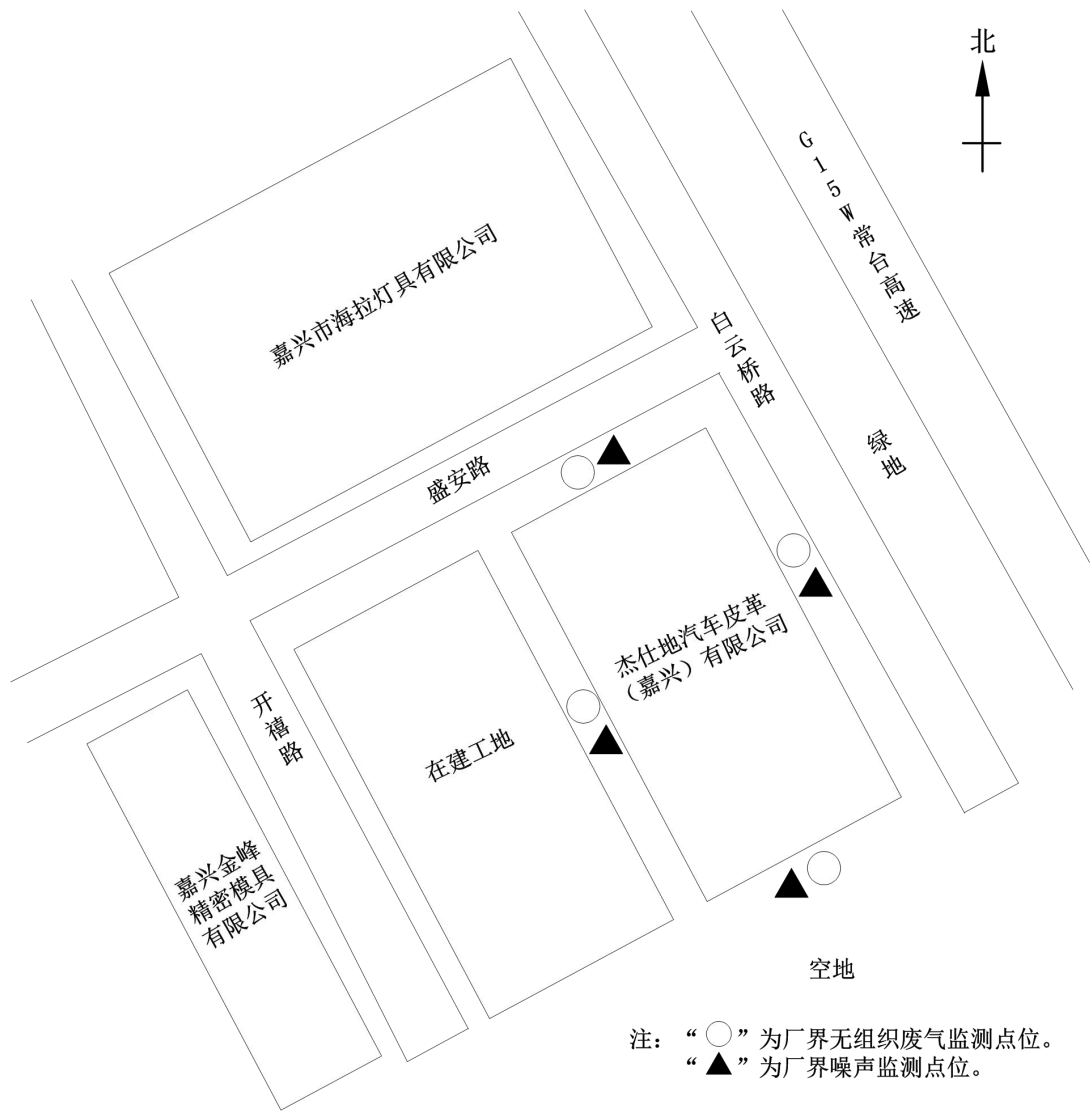 北
G15W常台高速
嘉兴市海拉灯具有限公司
白云桥路
绿地
盛安路
杰仕地汽车皮革
（嘉兴）有限公司
开禧路
在建工地
嘉兴金峰
精密模具
有限公司
空地
注：“○”为厂界无组织废气监测点位。
“▲”为厂界噪声监测点位。